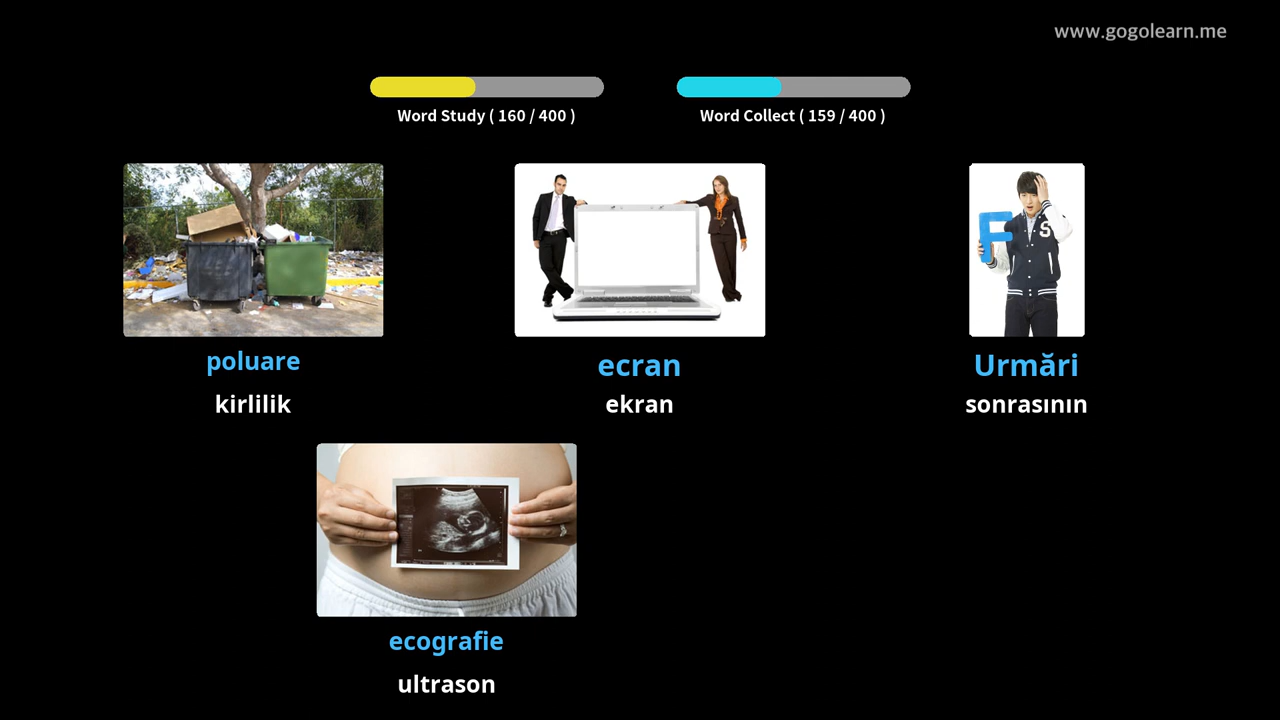 www.gogolearn.me
Word Study ( 160 / 400 )
Word Collect ( 159 / 400 )
F
S
poluare
ecran
Urmări
kirlilik
ekran
sonrasının
ecografie
ultrason